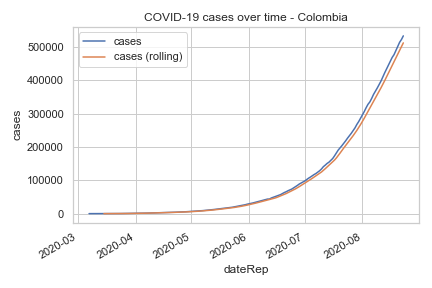 COVID-19 cases over time - Colombia
cases
cases (rolling)
500000
400000
300000
200000
100000
0
cases
2020-03
2020-04
2020-05
2020-06
2020-07
2020-08
dateRep